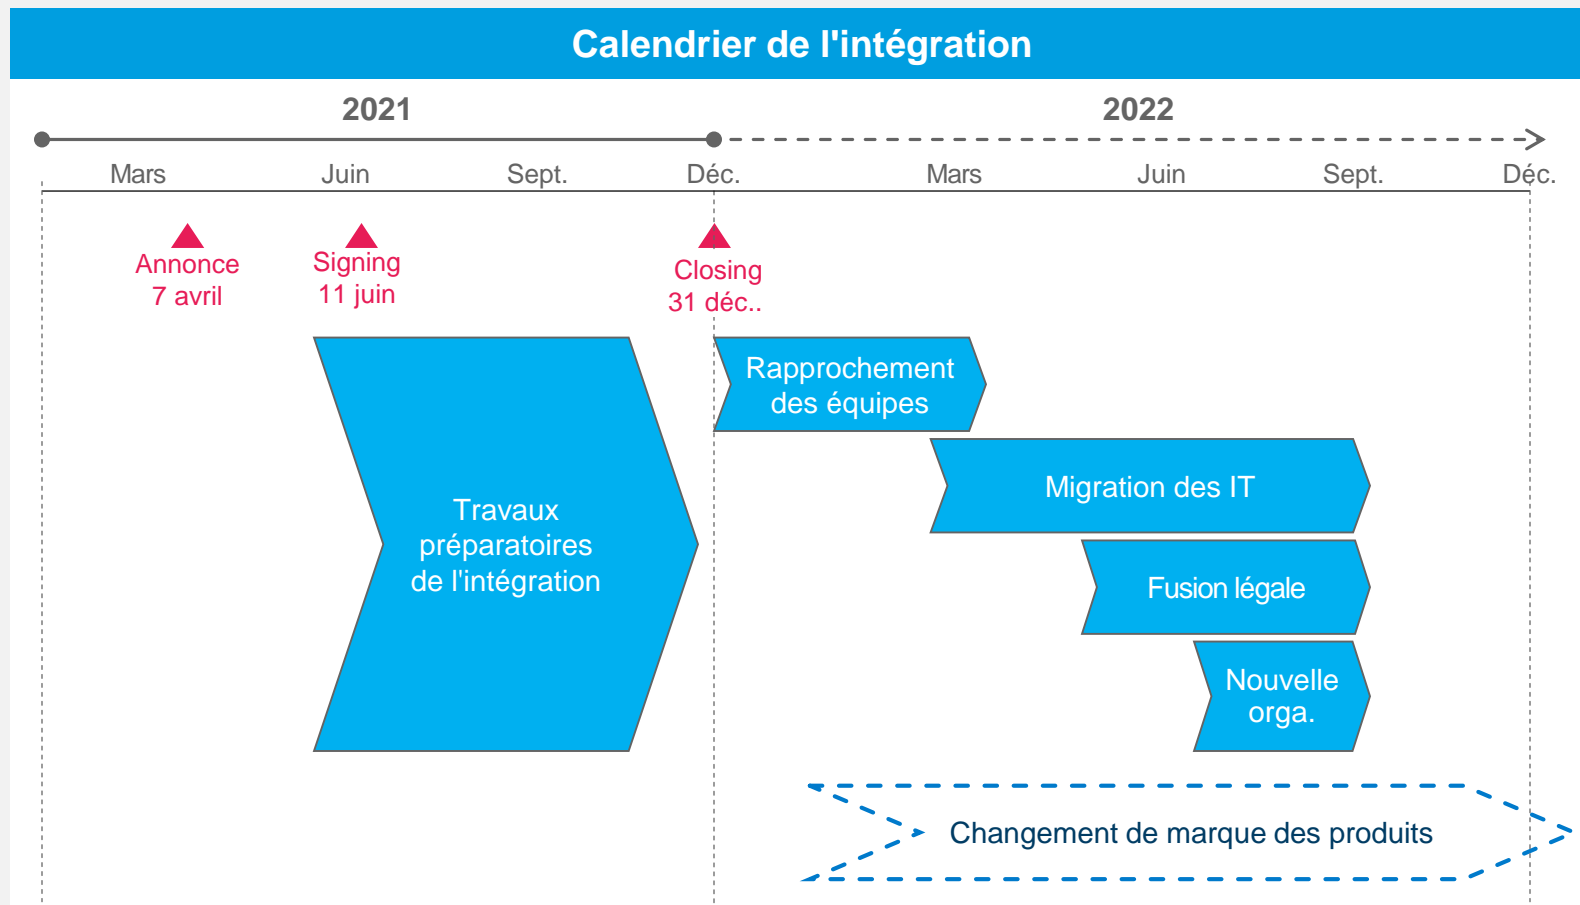 Calendrier de l'intégration
2021
2022
Mars
Juin
Sept.
Déc.
Mars
Juin
Sept.
Déc.
Annonce
7 avril
Signing
11 juin
Closing
31 déc..
Rapprochement
des équipes
Migration des IT
Travaux
préparatoires
de l'intégration
Fusion légale
Nouvelle
orga.
Changement de marque des produits